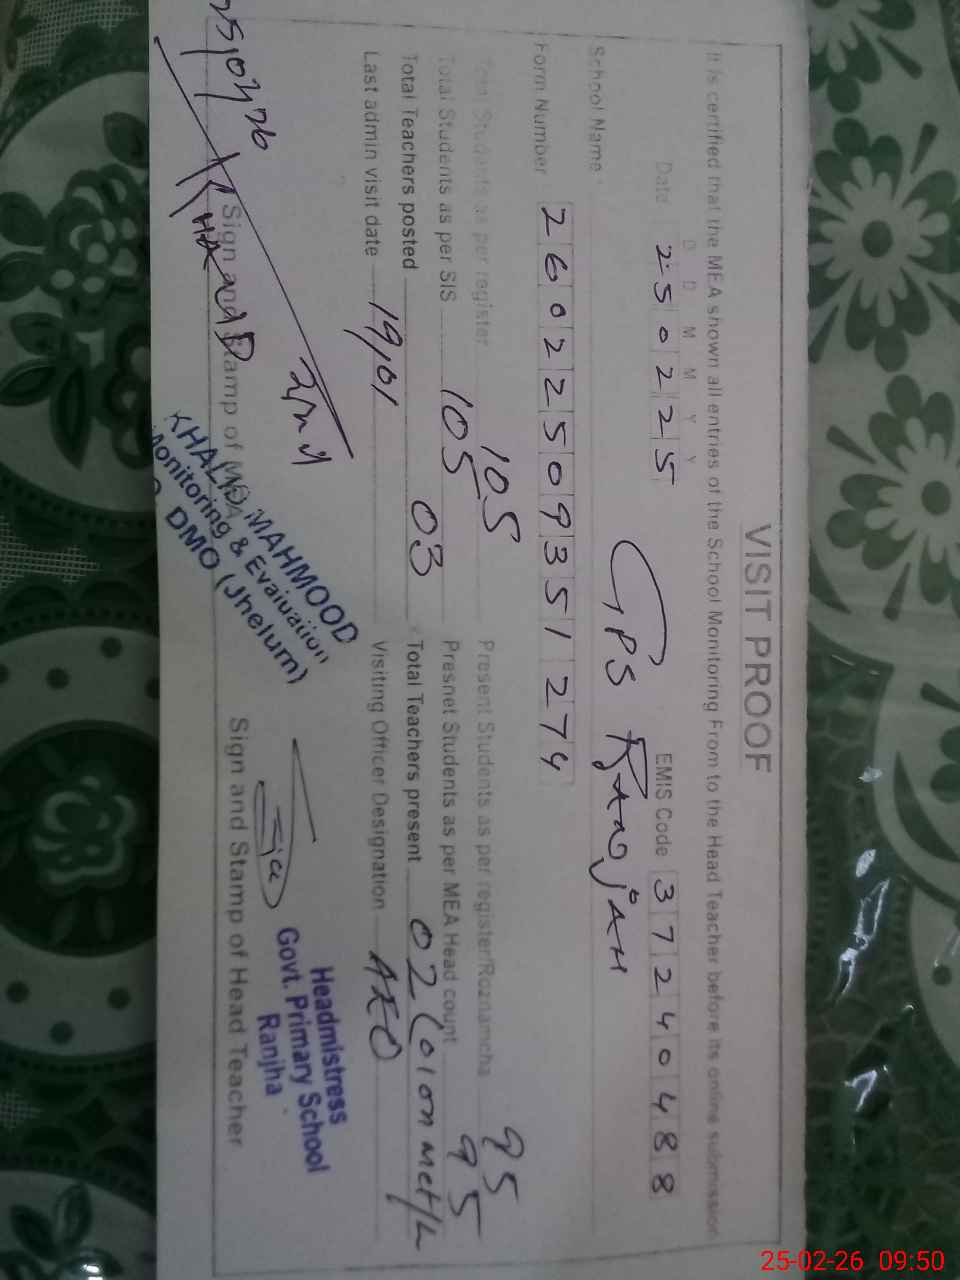 VISIT PROOF
It is certified that the MEA shown all entries of the School Monitoring From to the Head Teacher before its online submission
D D M M Y Y
Date 2 5 0 2 2 5 EMIS Code 3 7 2 4 0 4 8 8
School Name GPS RANJAH
Form Number 2 6 0 2 2 5 0 9 3 5 1 2 7 4
Total Students as per register 105 Present Students as per register/Roznamcha 95
Total Students as per SIS 105 Presnet Students as per MEA Head count 95
Total Teachers posted 03 Total Teachers present 02 (01 on met/L
Last admin visit date 19/01 Visiting Officer Designation AEO
Sign and Stamp of MEA
KHALID MAHMOOD
Monitoring & Evaluation
DMO (Jhelum)
Headmistress
Govt. Primary School
Ranjha
Sign and Stamp of Head Teacher
25-02-26 09:50